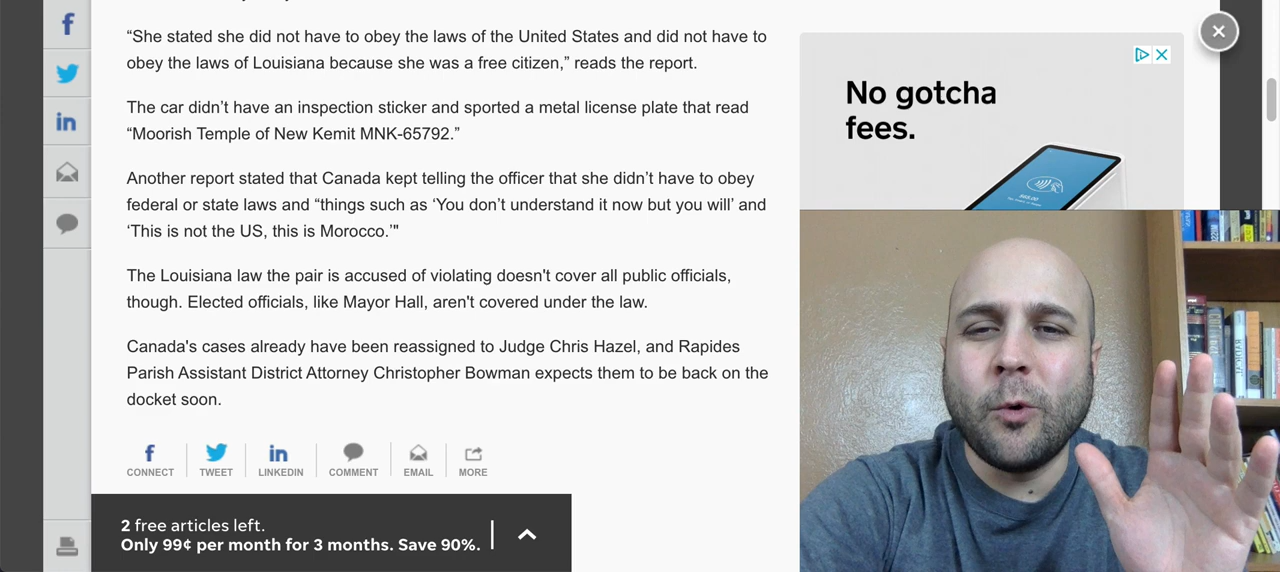 “She stated she did not have to obey the laws of the United States and did not have to
obey the laws of Louisiana because she was a free citizen,” reads the report.
The car didn’t have an inspection sticker and sported a metal license plate that read
“Moorish Temple of New Kemit MNK-65792.”
Another report stated that Canada kept telling the officer that she didn’t have to obey
federal or state laws and “things such as ‘You don’t understand it now but you will’ and
‘This is not the US, this is Morocco.’"
The Louisiana law the pair is accused of violating doesn't cover all public officials,
though. Elected officials, like Mayor Hall, aren't covered under the law.
Canada's cases already have been reassigned to Judge Chris Hazel, and Rapides
Parish Assistant District Attorney Christopher Bowman expects them to be back on the
docket soon.
CONNECT
TWEET
LINKEDIN
COMMENT
EMAIL
MORE
2 free articles left.
Only 99¢ per month for 3 months. Save 90%.
No gotcha
fees.